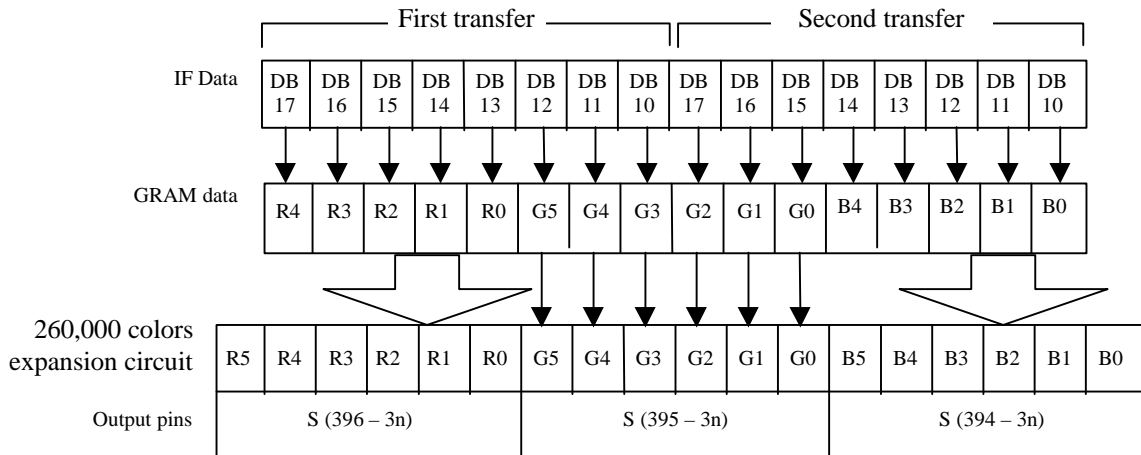 First transfer Second transfer
IF Data DB 17 DB 16 DB 15 DB 14 DB 13 DB 12 DB 11 DB 10 DB 17 DB 16 DB 15 DB 14 DB 13 DB 12 DB 11 DB 10
GRAM data R4 R3 R2 R1 R0 G5 G4 G3 G2 G1 G0 B4 B3 B2 B1 B0
260,000 colors
expansion circuit R5 R4 R3 R2 R1 R0 G5 G4 G3 G2 G1 G0 B5 B4 B3 B2 B1 B0
Output pins S (396 – 3n) S (395 – 3n) S (394 – 3n)